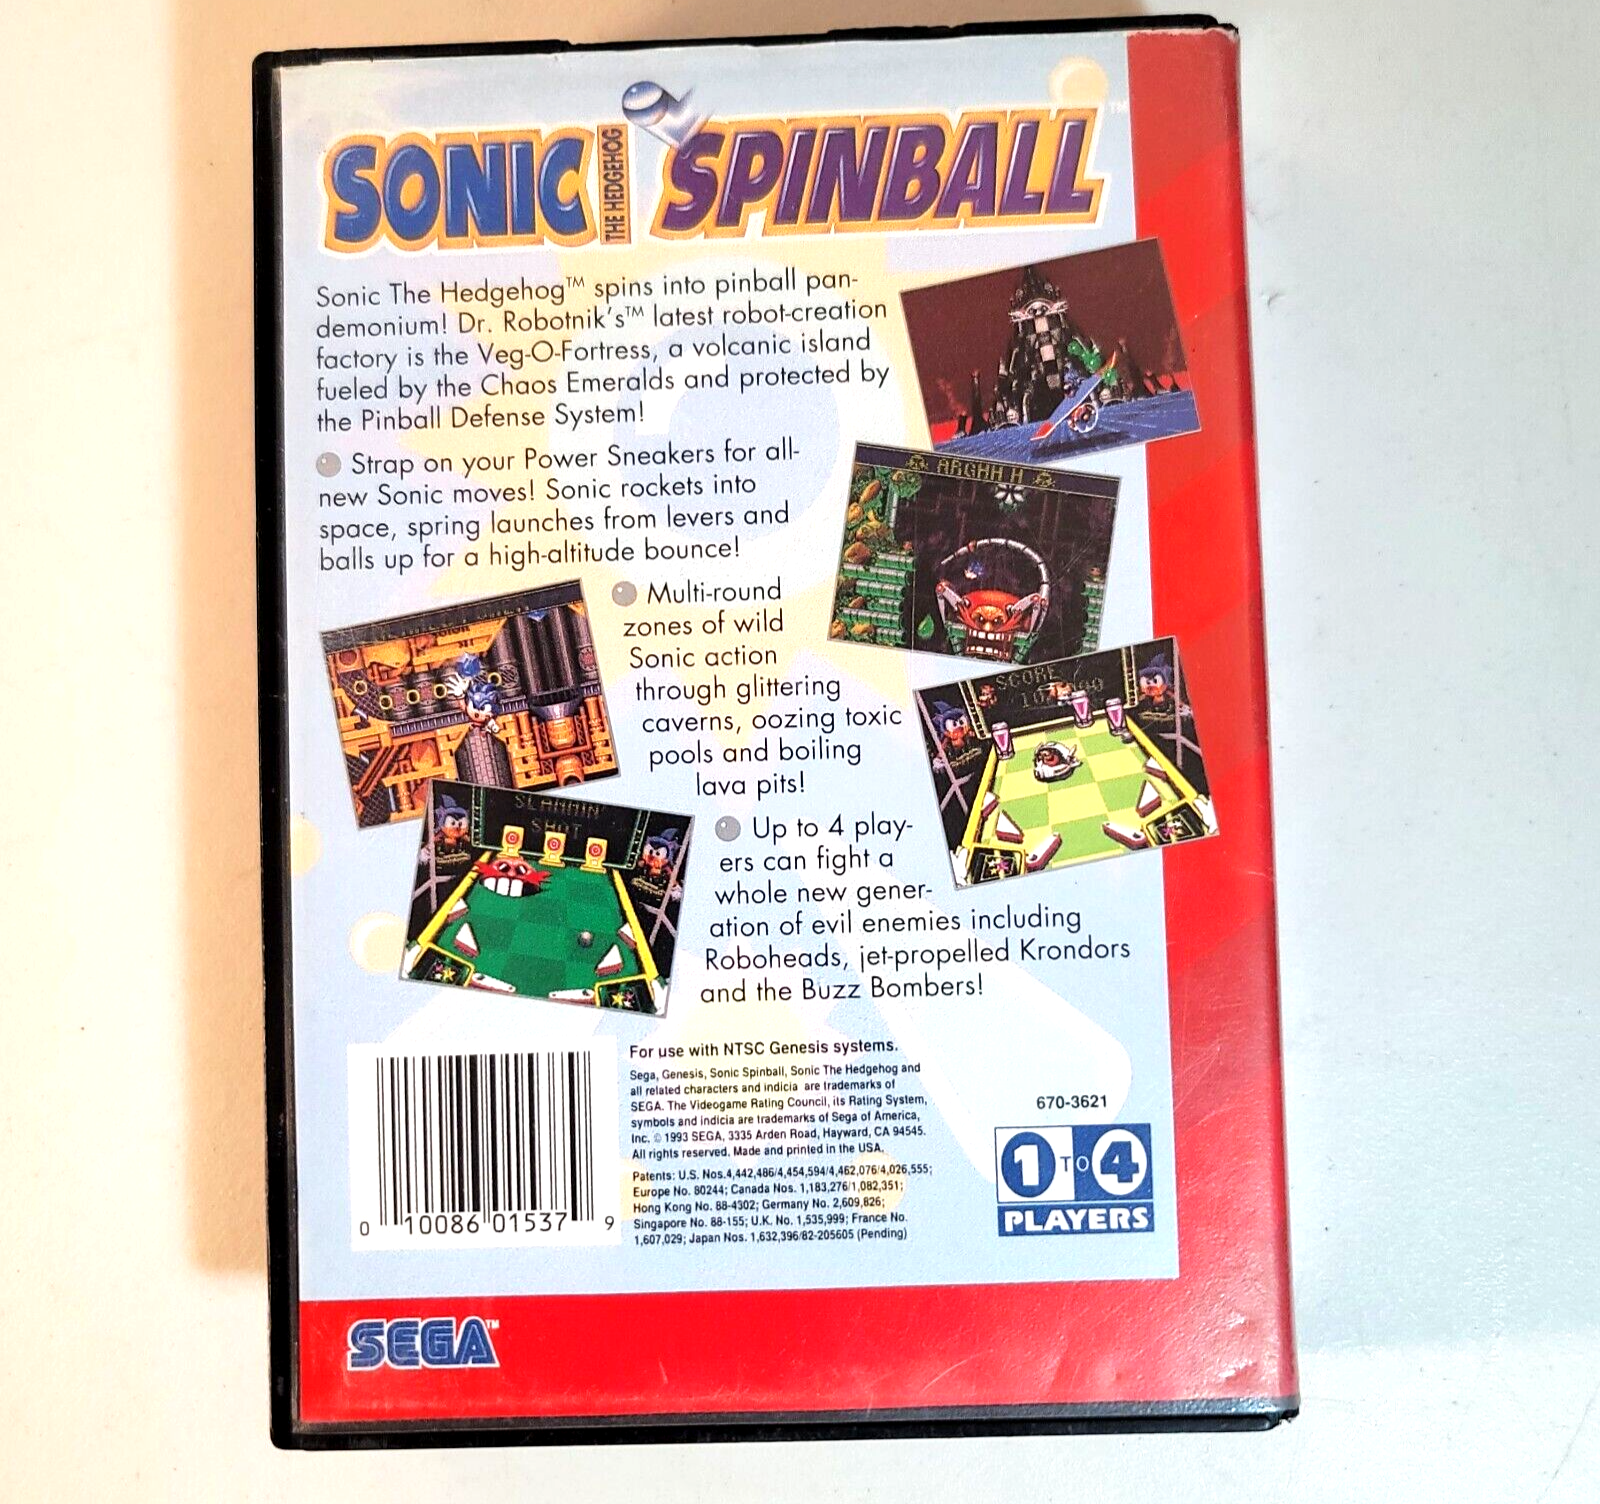 SONIC THE HEDGEHOG SPINBALL™
Sonic The Hedgehog™ spins into pinball pan-
demonium! Dr. Robotnik's™ latest robot-creation
factory is the Veg-O-Fortress, a volcanic island
fueled by the Chaos Emeralds and protected by
the Pinball Defense System!
Strap on your Power Sneakers for all-
new Sonic moves! Sonic rockets into
space, spring launches from levers and
balls up for a high-altitude bounce!
ARGHH H
Multi-round
zones of wild
Sonic action
through glittering
caverns, oozing toxic
pools and boiling
lava pits!
SCORE
SLAMMIN'
SHOT
Up to 4 play-
ers can fight a
whole new gener-
ation of evil enemies including
Roboheads, jet-propelled Krondors
and the Buzz Bombers!
For use with NTSC Genesis systems.
Sega, Genesis, Sonic Spinball, Sonic The Hedgehog and
all related characters and indicia are trademarks of
SEGA. The Videogame Rating Council, its Rating System,
symbols and indicia are trademarks of Sega of America,
Inc. © 1993 SEGA, 3335 Arden Road, Hayward, CA 94545.
All rights reserved. Made and printed in the USA.
Patents: U.S. Nos.4,442,486/4,454,594/4,462,076/4,026,555;
Europe No. 80244; Canada Nos. 1,183,276/1,082,351;
Hong Kong No. 88-4302; Germany No. 2,609,826;
Singapore No. 88-155; U.K. No. 1,535,999; France No.
1,607,029; Japan Nos. 1,632,396/82-205605 (Pending)
0 10086 01537 9
670-3621
1 TO 4
PLAYERS
SEGA™